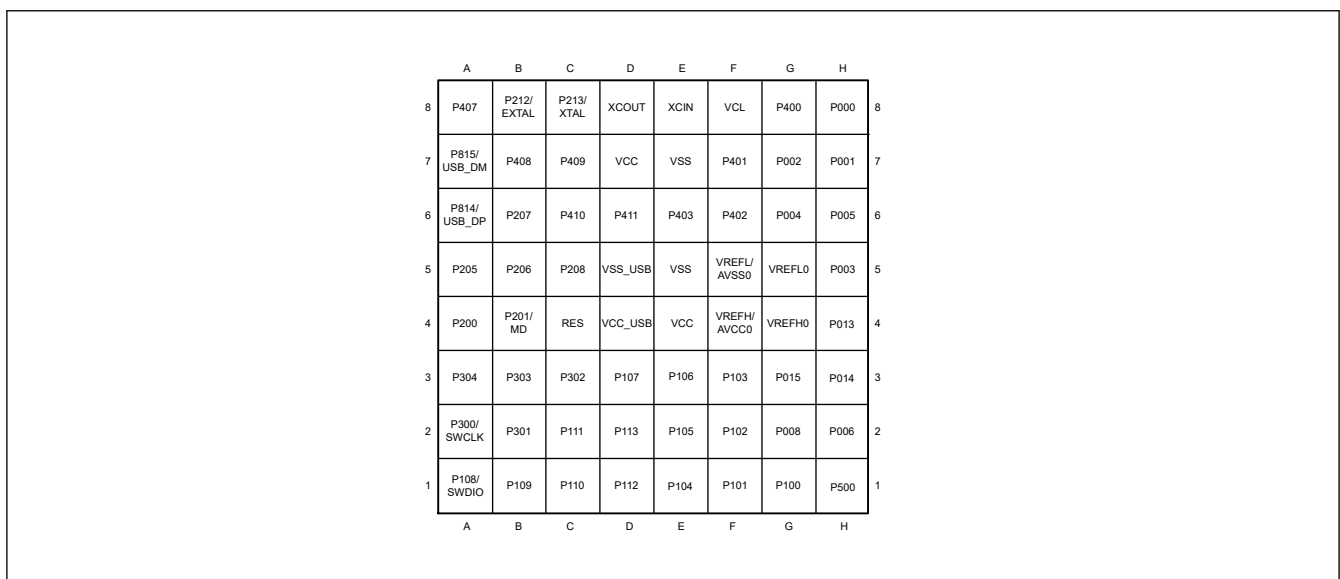 A B C D E F G H
8 P407 P212/ EXTAL P213/ XTAL XCOUT XCIN VCL P400 P000 8
7 P815/ USB_DM P408 P409 VCC VSS P401 P002 P001 7
6 P814/ USB_DP P207 P410 P411 P403 P402 P004 P005 6
5 P205 P206 P208 VSS_USB VSS VREFL/ AVSS0 VREFL0 P003 5
4 P200 P201/ MD RES VCC_USB VCC VREFH/ AVCC0 VREFH0 P013 4
3 P304 P303 P302 P107 P106 P103 P015 P014 3
2 P300/ SWCLK P301 P111 P113 P105 P102 P008 P006 2
1 P108/ SWDIO P109 P110 P112 P104 P101 P100 P500 1
A B C D E F G H